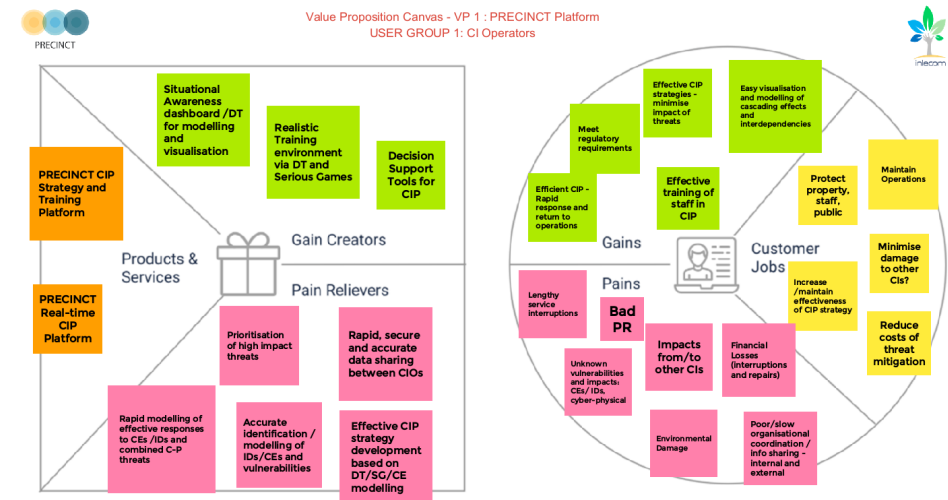 Value Proposition Canvas - VP 1 : PRECINCT Platform
USER GROUP 1: CI Operators
PRECINCT
inlecom
Situational
Awareness
dashboard /DT
for modelling
and
visualisation
Realistic
Training
environment
via DT and
Serious Games
Decision
Support
Tools for
CIP
PRECINCT CIP
Strategy and
Training
Platform
PRECINCT
Real-time
CIP
Platform
Products &
Services
Gain Creators
Pain Relievers
Prioritisation
of high impact
threats
Rapid, secure
and accurate
data sharing
between CIOs
Rapid modelling of
effective responses
to CEs /IDs and
combined C-P
threats
Accurate
identification /
modelling of
IDs/CEs and
vulnerabilities
Effective CIP
strategy
development
based on
DT/SG/CE
modelling
Effective CIP
strategies -
minimise
impact of
threats
Easy visualisation
and modelling of
cascading effects
and
interdependencies
Meet
regulatory
requirements
Efficient CIP -
Rapid
response and
return to
operations
Effective
training of
staff in
CIP
Gains
Pains
Customer
Jobs
Protect
property,
staff,
public
Maintain
Operations
Minimise
damage
to other
CIs?
Increase
/maintain
effectiveness
of CIP strategy
Reduce
costs of
threat
mitigation
Lengthy
service
interruptions
Bad
PR
Impacts
from/to
other CIs
Financial
Losses
(interruptions
and repairs)
Unknown
vulnerabilities
and impacts:
CEs/ IDs,
cyber-physical
Environmental
Damage
Poor/slow
organisational
coordination /
info sharing -
internal and
external